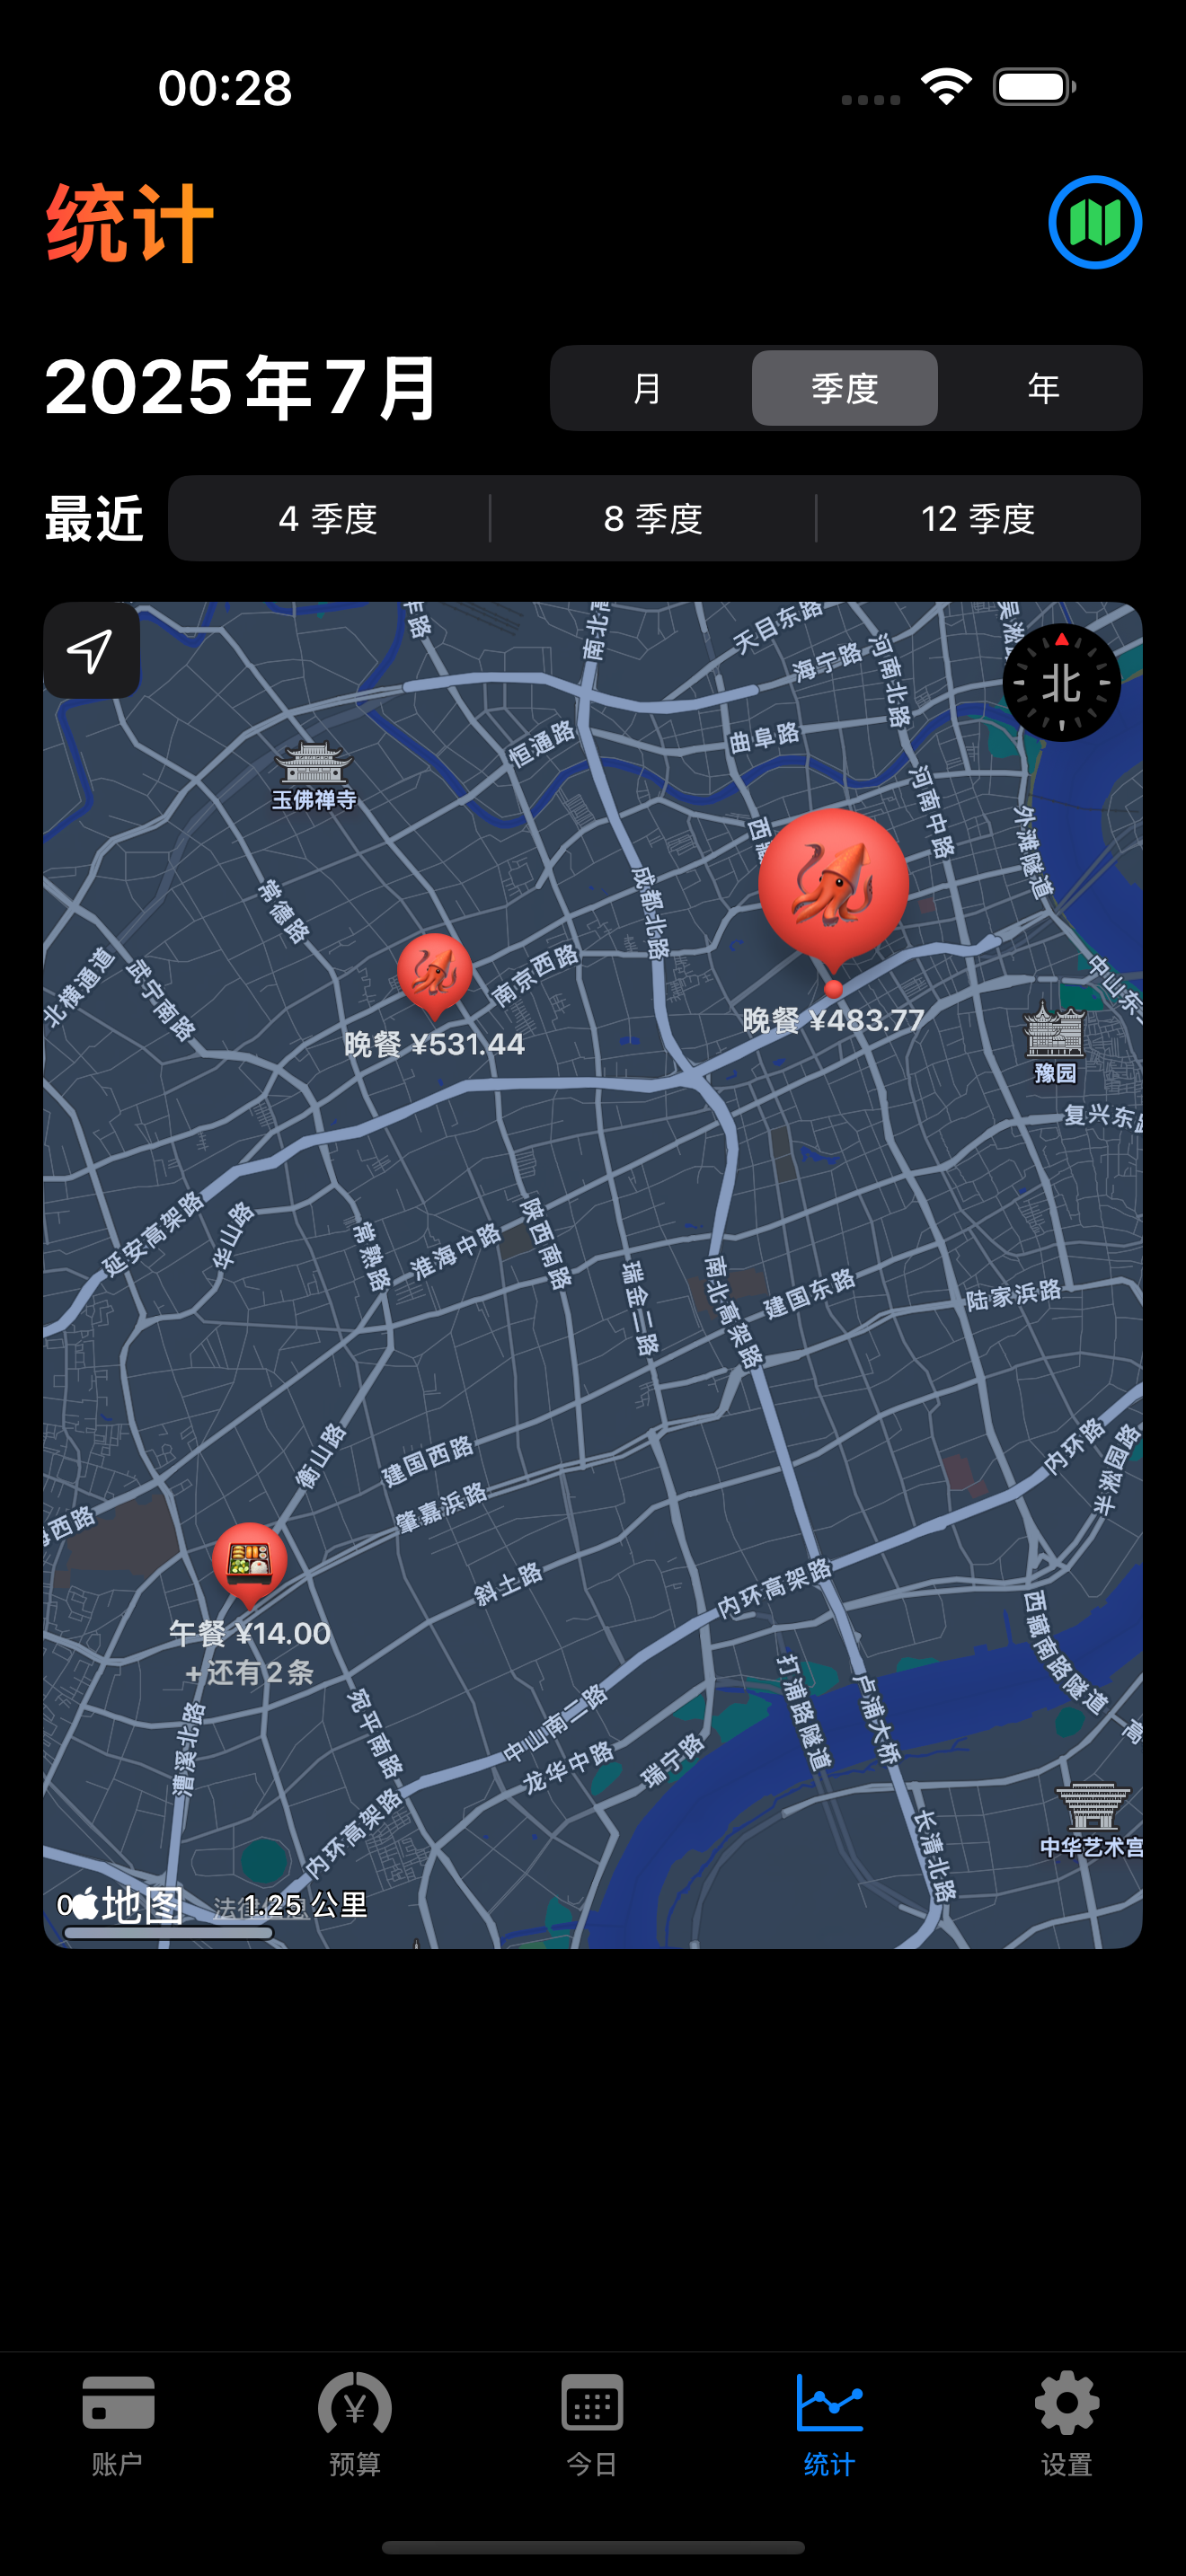 00:28
统计
2025年7月
月 季度 年
最近 4 季度 8 季度 12 季度
北
天目东路
海宁路
河南北路
恒通路
曲阜路
玉佛禅寺
河南中路
外滩隧道
成都北路
常德路
南京西路
北横通道
武宁南路
晚餐 ¥531.44
晚餐 ¥483.77
豫园
延安高架路
华山路
常熟路
淮海中路
陕西南路
瑞金二路
南北高架路
建国东路
陆家浜路
衡山路
建国西路
肇嘉浜路
内环路
斜土路
内环高架路
午餐 ¥14.00
+还有2条
西藏南路隧道
打浦路隧道
卢浦大桥
漕溪北路
宛平南路
中山南二路
龙华中路
瑞宁路
内环高架路
长清北路
中华艺术宫
0 地图 1.25 公里
账户 预算 今日 统计 设置